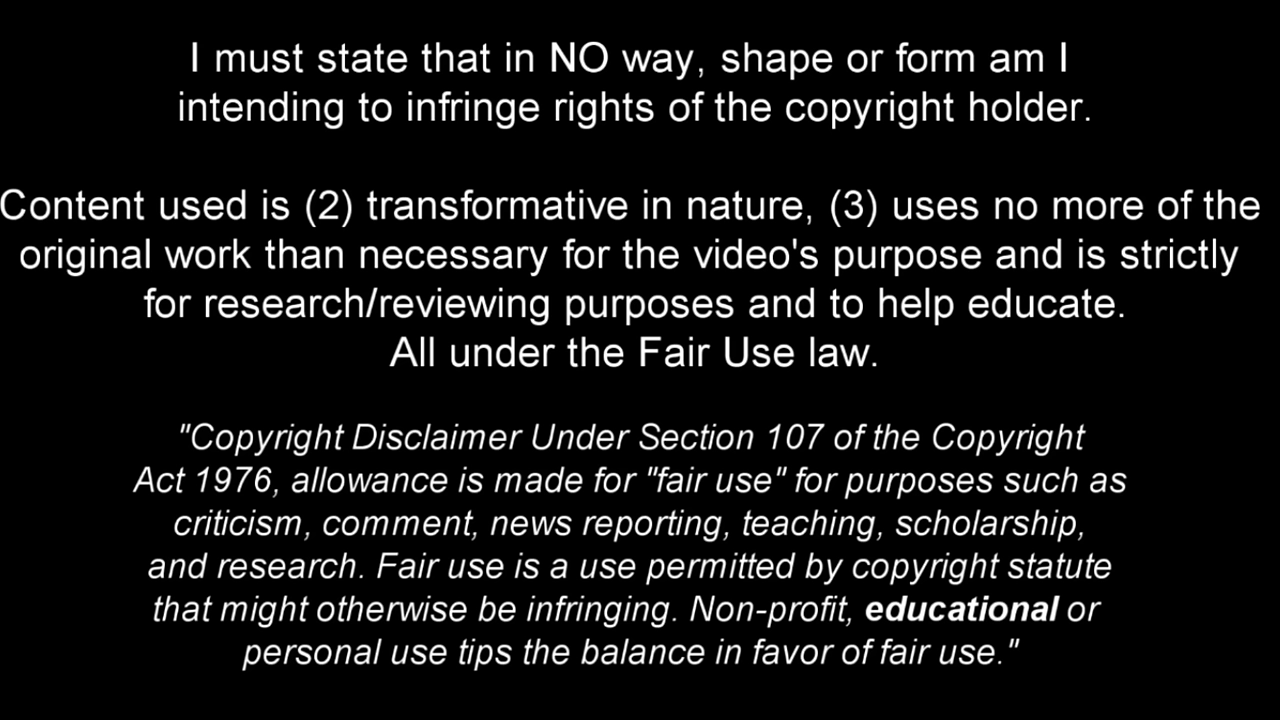 I must state that in NO way, shape or form am I
intending to infringe rights of the copyright holder.
Content used is (2) transformative in nature, (3) uses no more of the
original work than necessary for the video's purpose and is strictly
for research/reviewing purposes and to help educate.
All under the Fair Use law.
"Copyright Disclaimer Under Section 107 of the Copyright
Act 1976, allowance is made for "fair use" for purposes such as
criticism, comment, news reporting, teaching, scholarship,
and research. Fair use is a use permitted by copyright statute
that might otherwise be infringing. Non-profit, educational or
personal use tips the balance in favor of fair use."